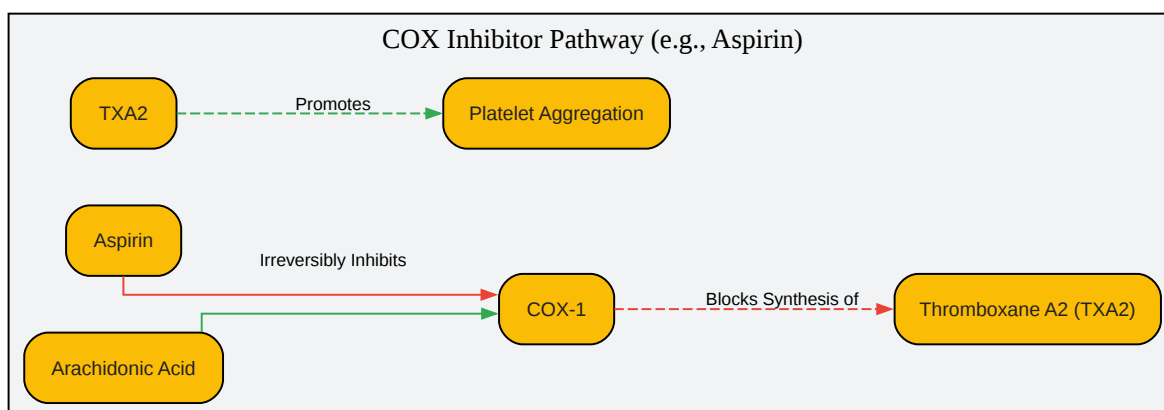 COX Inhibitor Pathway (e.g., Aspirin)
TXA2
Promotes
Platelet Aggregation
Aspirin
Irreversibly Inhibits
COX-1
Blocks Synthesis of
Thromboxane A2 (TXA2)
Arachidonic Acid